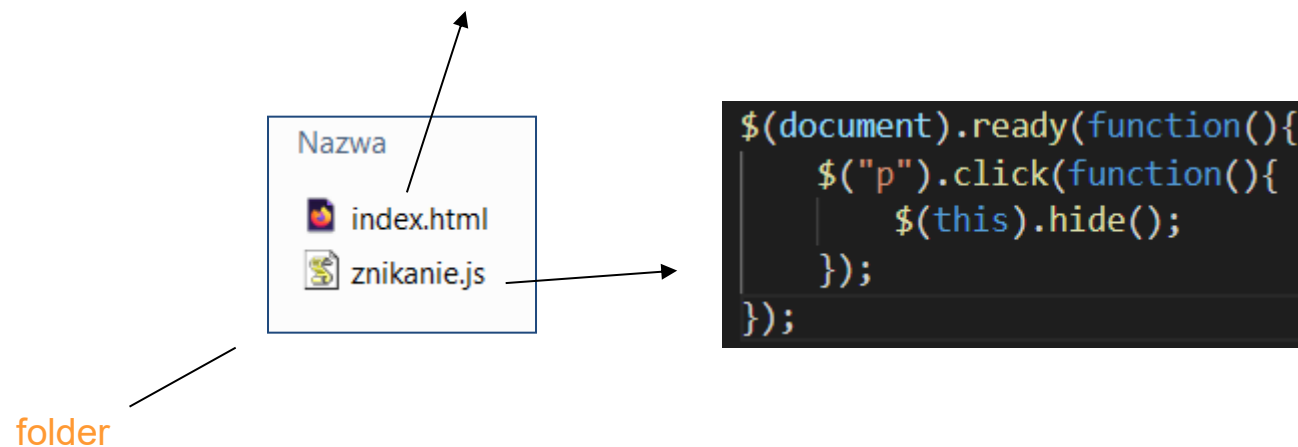 Nazwa
index.html
znikanie.js
folder
$(document).ready(function(){
$("p").click(function(){
$(this).hide();
});
});